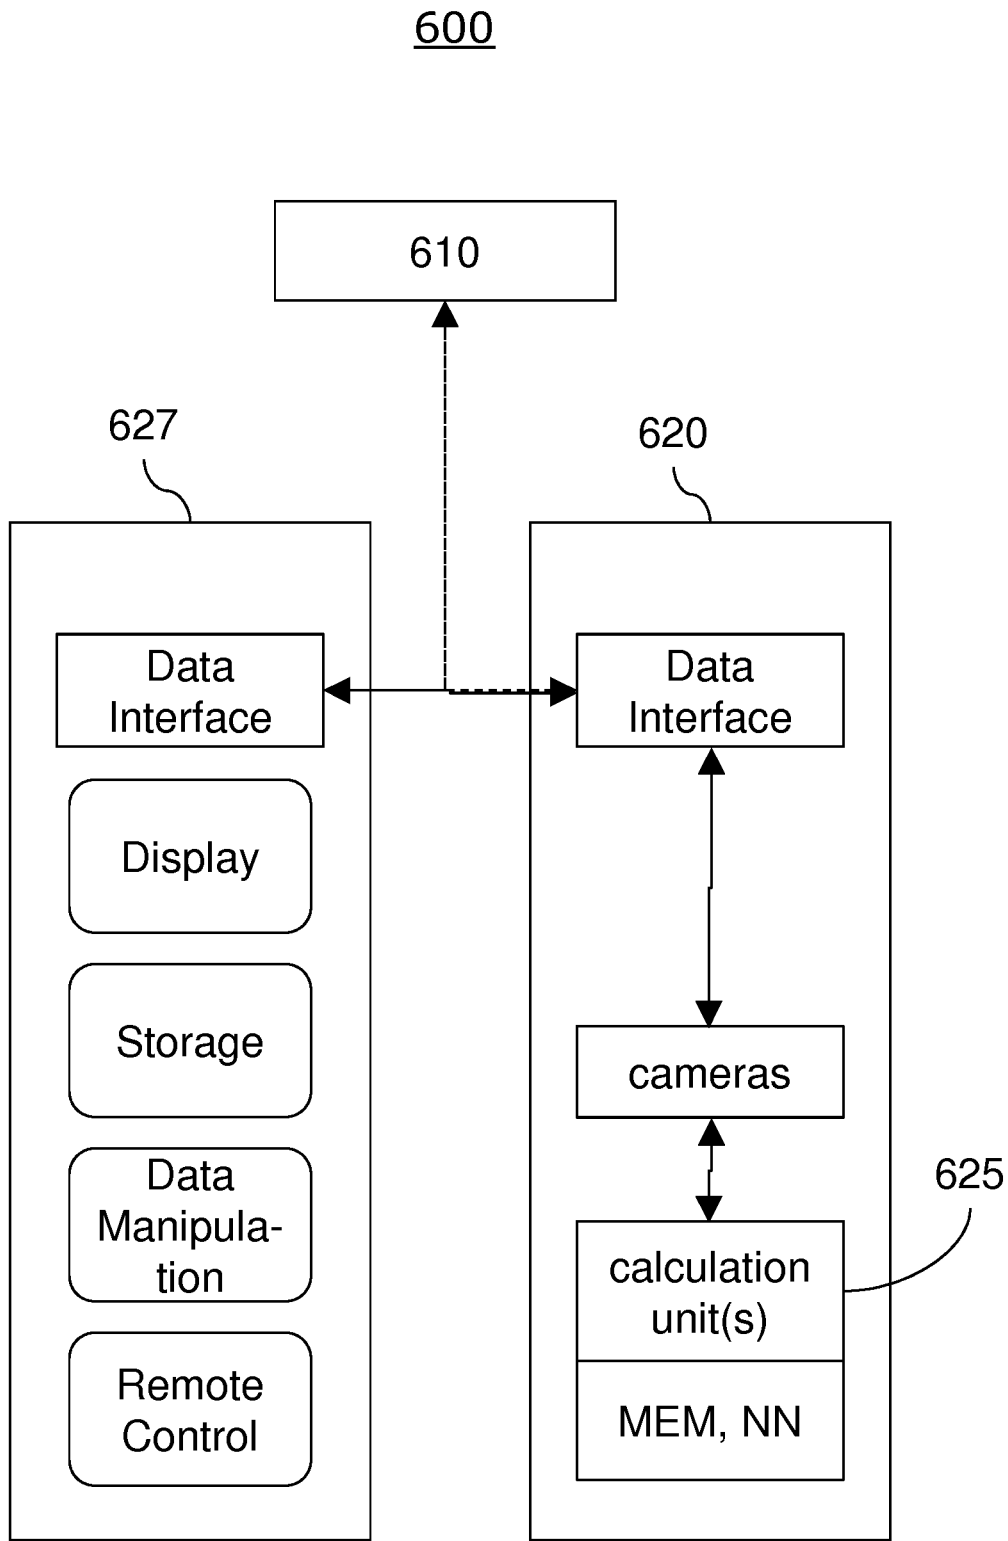 600
610
627
620
Data
Interface
Data
Interface
Display
Storage
cameras
Data
Manipula-
tion
625
calculation
unit(s)
Remote
Control
MEM, NN